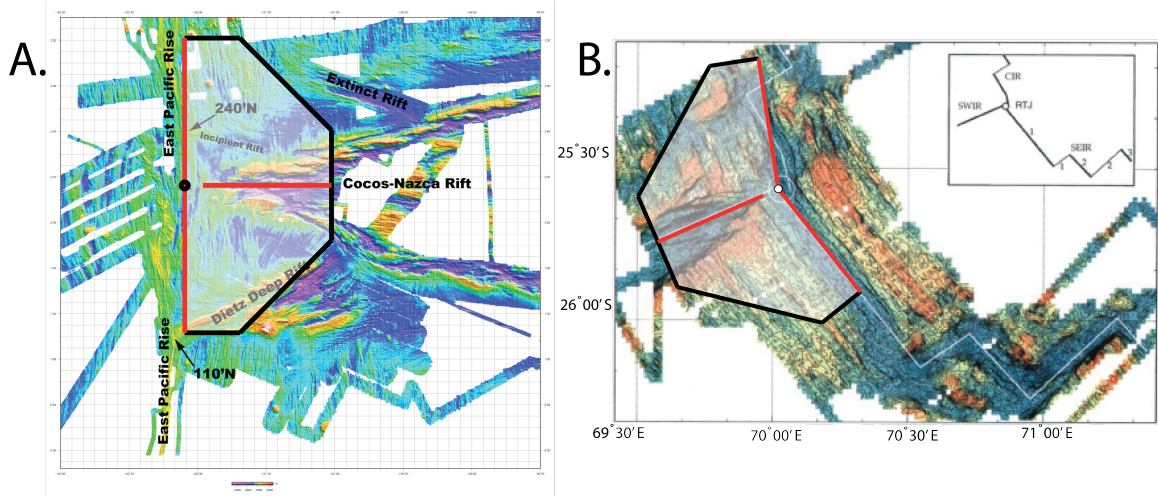 A.
East Pacific Rise
Extinct Rift
240'N
Incipient Rift
Cocos-Nazca Rift
Dietz Deep Rift
East Pacific Rise
110'N
B.
CIR
SWIR
RTJ
1
SEIR
1
2
2
3
25°30'S
26°00'S
69°30'E
70°00'E
70°30'E
71°00'E